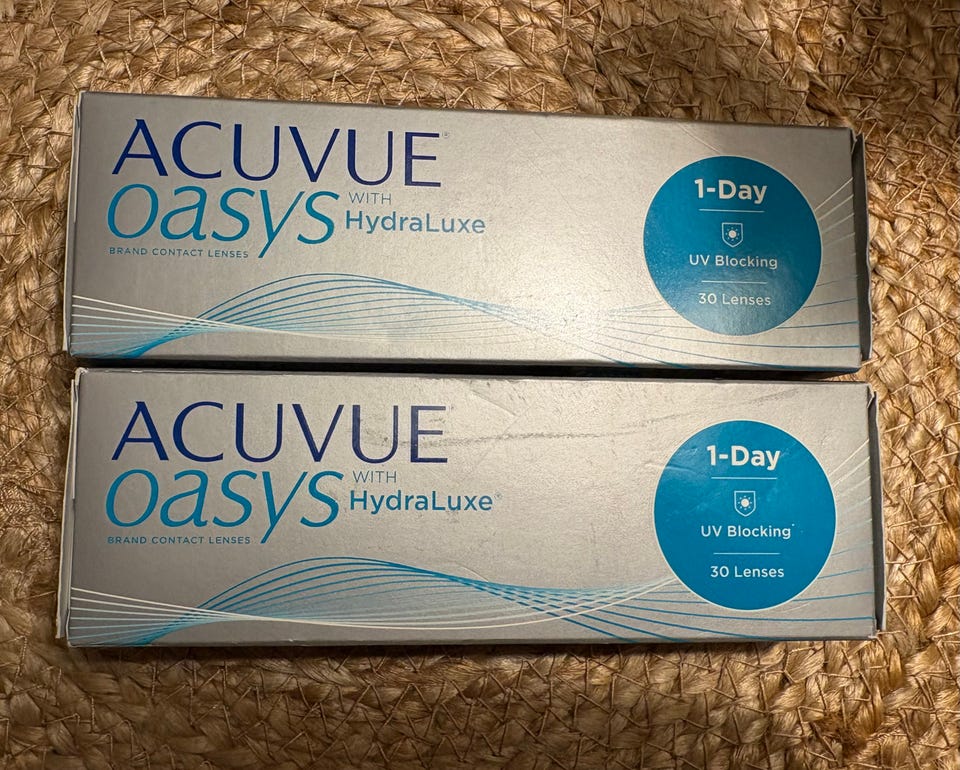 ACUVUE®
oasys WITH
HydraLuxe
BRAND CONTACT LENSES
1-Day
UV Blocking
30 Lenses
ACUVUE
oasys WITH
HydraLuxe®
BRAND CONTACT LENSES
1-Day
UV Blocking
30 Lenses